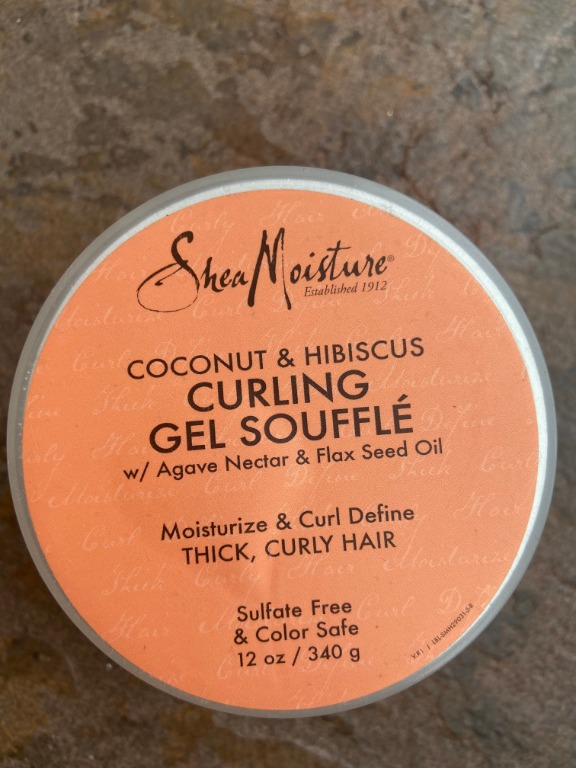 SheaMoisture®
Established 1912
COCONUT & HIBISCUS
CURLING
GEL SOUFFLÉ
w/ Agave Nectar & Flax Seed Oil
Moisturize & Curl Define
THICK, CURLY HAIR
Sulfate Free
& Color Safe
12 oz / 340 g